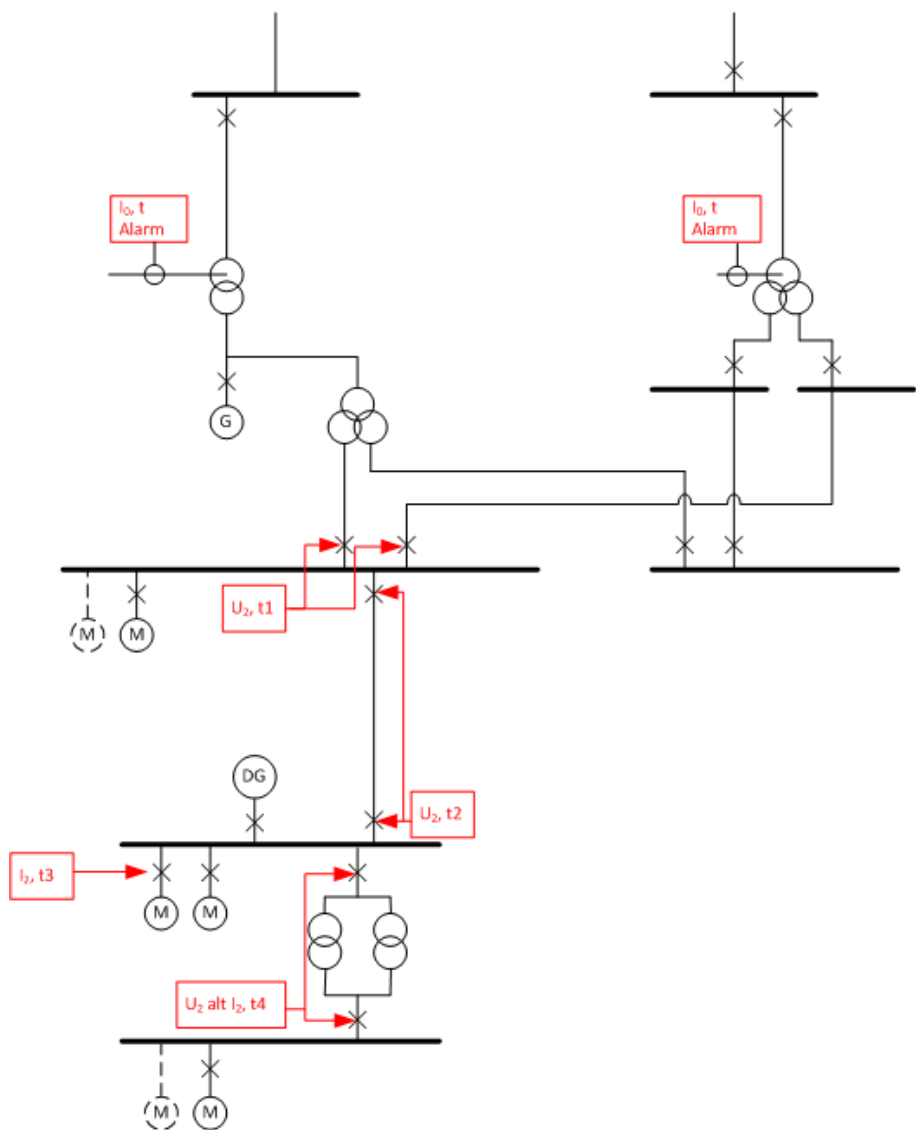 I₀, t
Alarm
I₀, t
Alarm
G
U₂, t1
M
M
DG
U₂, t2
I₂, t3
M
M
U₂ alt I₂, t4
M
M